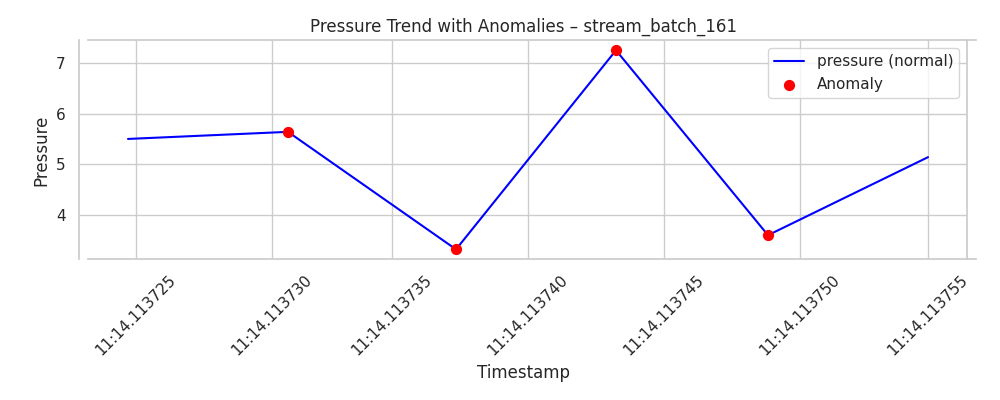 Pressure Trend with Anomalies – stream_batch_161
pressure (normal)
Anomaly
Pressure
7
6
5
4
11:14.113725
11:14.113730
11:14.113735
11:14.113740
11:14.113745
11:14.113750
11:14.113755
Timestamp